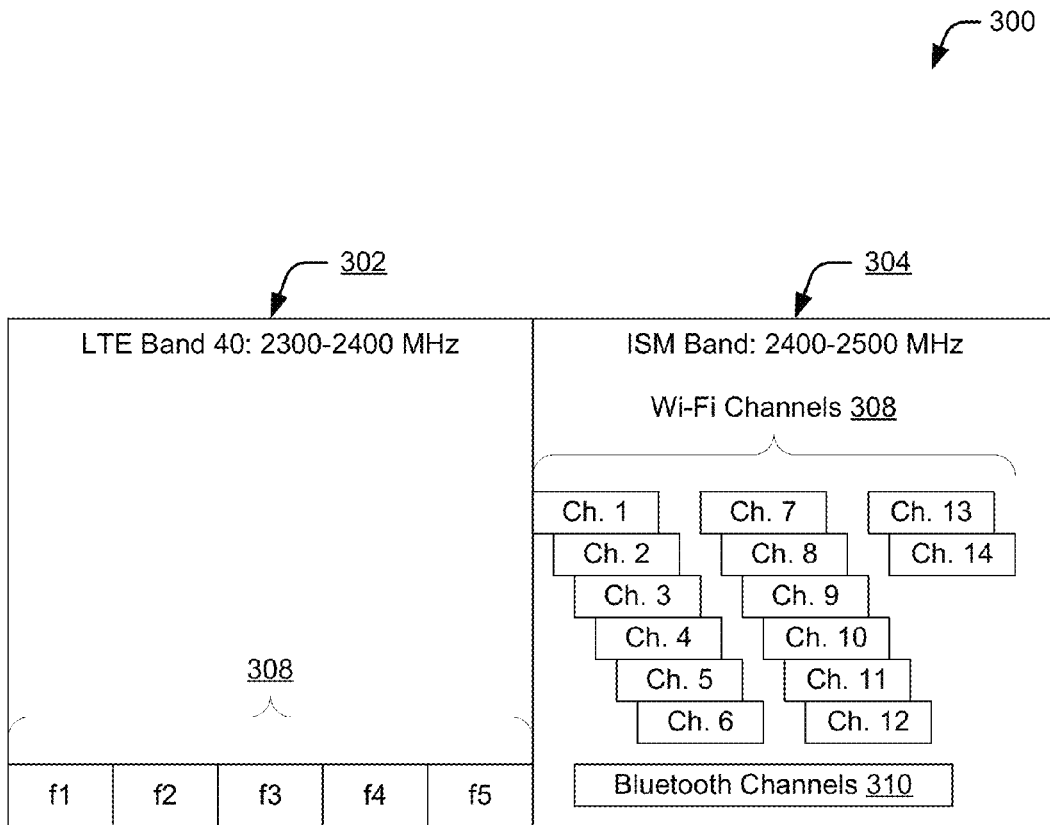 300
302
304
LTE Band 40: 2300-2400 MHz
ISM Band: 2400-2500 MHz
Wi-Fi Channels 308
Ch. 1
Ch. 7
Ch. 13
Ch. 2
Ch. 8
Ch. 14
Ch. 3
Ch. 9
Ch. 4
Ch. 10
308
Ch. 5
Ch. 11
Ch. 6
Ch. 12
f1
f2
f3
f4
f5
Bluetooth Channels 310